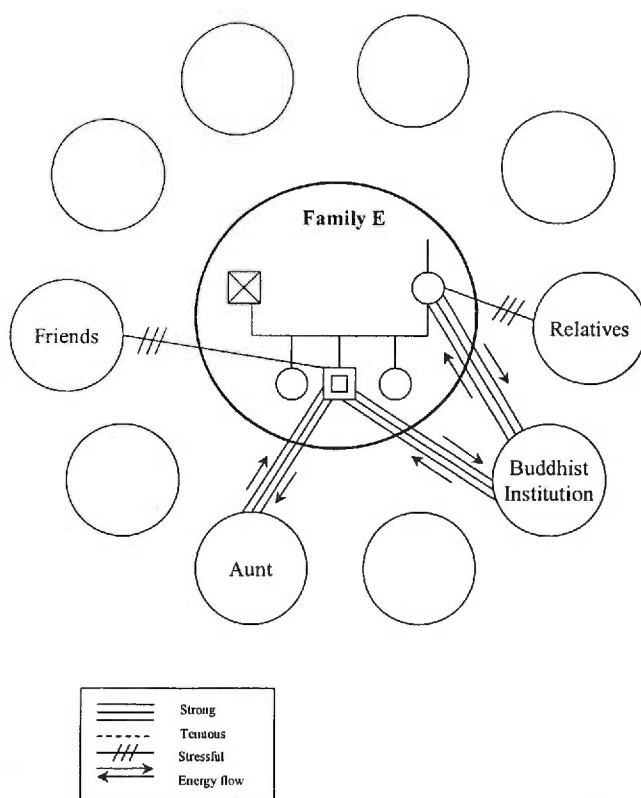 Family E
Friends
Relatives
Buddhist
Institution
Aunt
Strong
Tenuous
Stressful
Energy flow